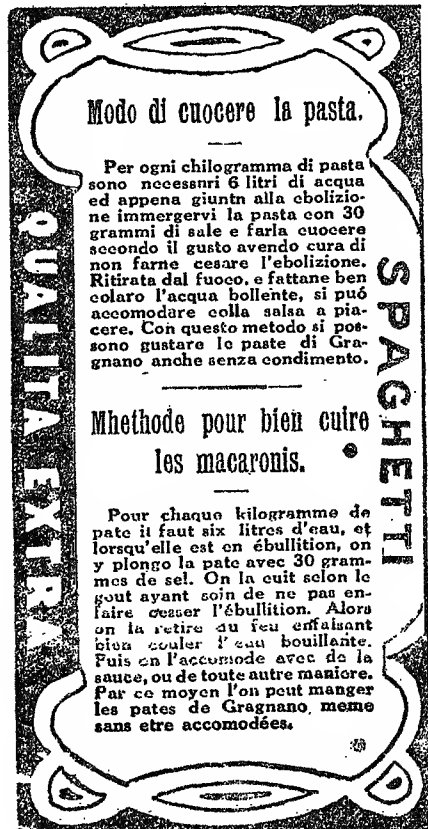 Modo di cuocere la pasta.
Per ogni chilogramma di pasta
sono necessari 6 litri di acqua
ed appena giunta alla ebolizio-
ne immergervi la pasta con 30
grammi di sale e farla cuocere
secondo il gusto avendo cura di
non farne cesare l'ebolizione.
Ritirata dal fuoco, e fattane ben
colaro l'acqua bollente, si puó
accomodare colla salsa a pia-
cere. Con questo metodo si pos-
sono gustare le paste di Gra-
gnano anche senza condimento.
Mhethode pour bien cuire
les macaronis.
Pour chaque kilogramme de
pate il faut six litres d'eau, et
lorsqu'elle est en ébullition, on
y plongo la pate avec 30 gram-
mes de sel. On la cuit selon le
gout ayant soin de ne pas en-
faire cesser l'ébullition. Alors
on la retire du feu enfaisant
bien couler l'eau bouillante.
Puis on l'accomode avec de la
sauce, ou de toute autre maniere.
Par ce moyen l'on peut manger
les pates de Gragnano, meme
sans etre accomodées.
QUALITA EXTRA
SPAGHETTI